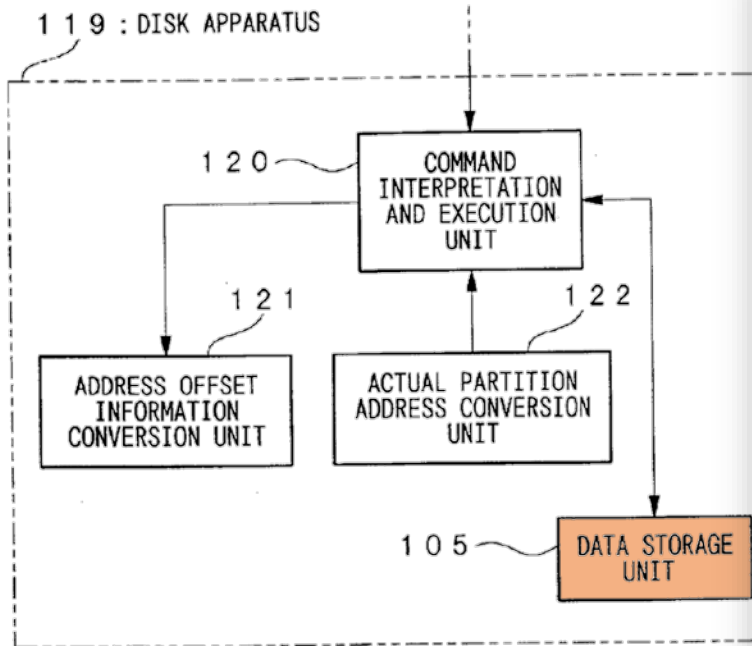 119: DISK APPARATUS
120
COMMAND
INTERPRETATION
AND EXECUTION
UNIT
121
122
ADDRESS OFFSET
INFORMATION
CONVERSION UNIT
ACTUAL PARTITION
ADDRESS CONVERSION
UNIT
105
DATA STORAGE
UNIT